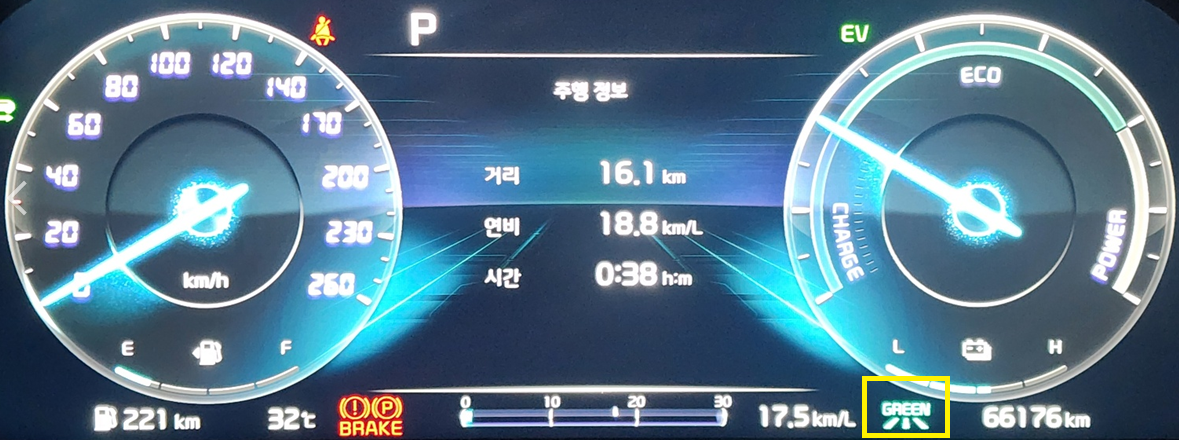 P
EV
주행 정보
거리 16.1 km
연비 18.8 km/L
시간 0:38 h:m
0 20 40 60 80 100 120 140 170 200 230 260
km/h
E F
ECO
CHARGE
POWER
L H
221 km
32℃
(!) (P)
BRAKE
0 10 20 30
17.5 km/L
GREEN
66176 km